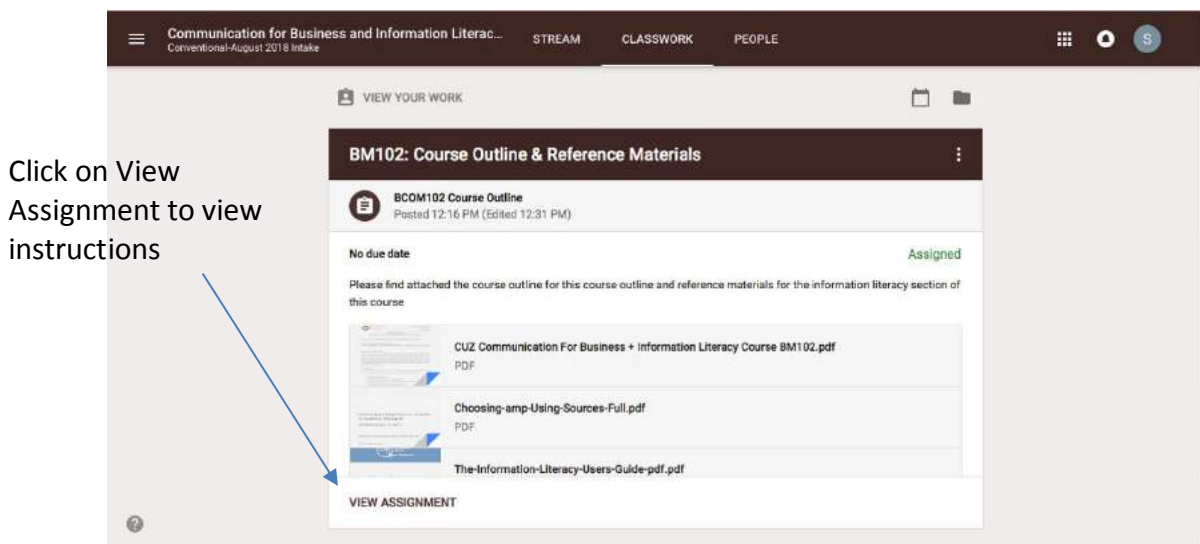 Communication for Business and Information Literac...
Conventional-August 2018 Intake
STREAM
CLASSWORK
PEOPLE
S
VIEW YOUR WORK
BM102: Course Outline & Reference Materials
Click on View
Assignment to view
instructions
BCOM102 Course Outline
Posted 12:16 PM (Edited 12:31 PM)
No due date
Assigned
Please find attached the course outline for this course outline and reference materials for the information literacy section of
this course
CUZ Communication For Business + Information Literacy Course BM102.pdf
PDF
Choosing-amp-Using-Sources-Full.pdf
PDF
The-Information-Literacy-Users-Guide-pdf.pdf
VIEW ASSIGNMENT